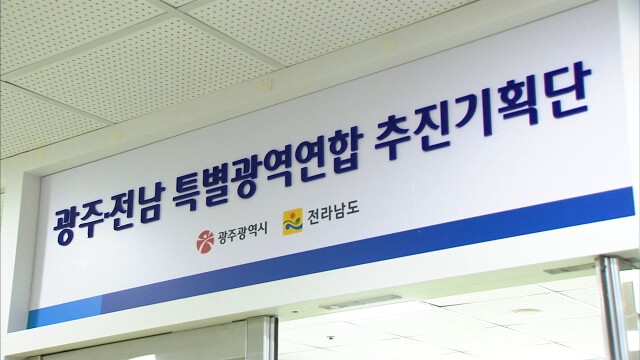 광주·전남 특별광역연합 추진기획단
광주광역시 전라남도